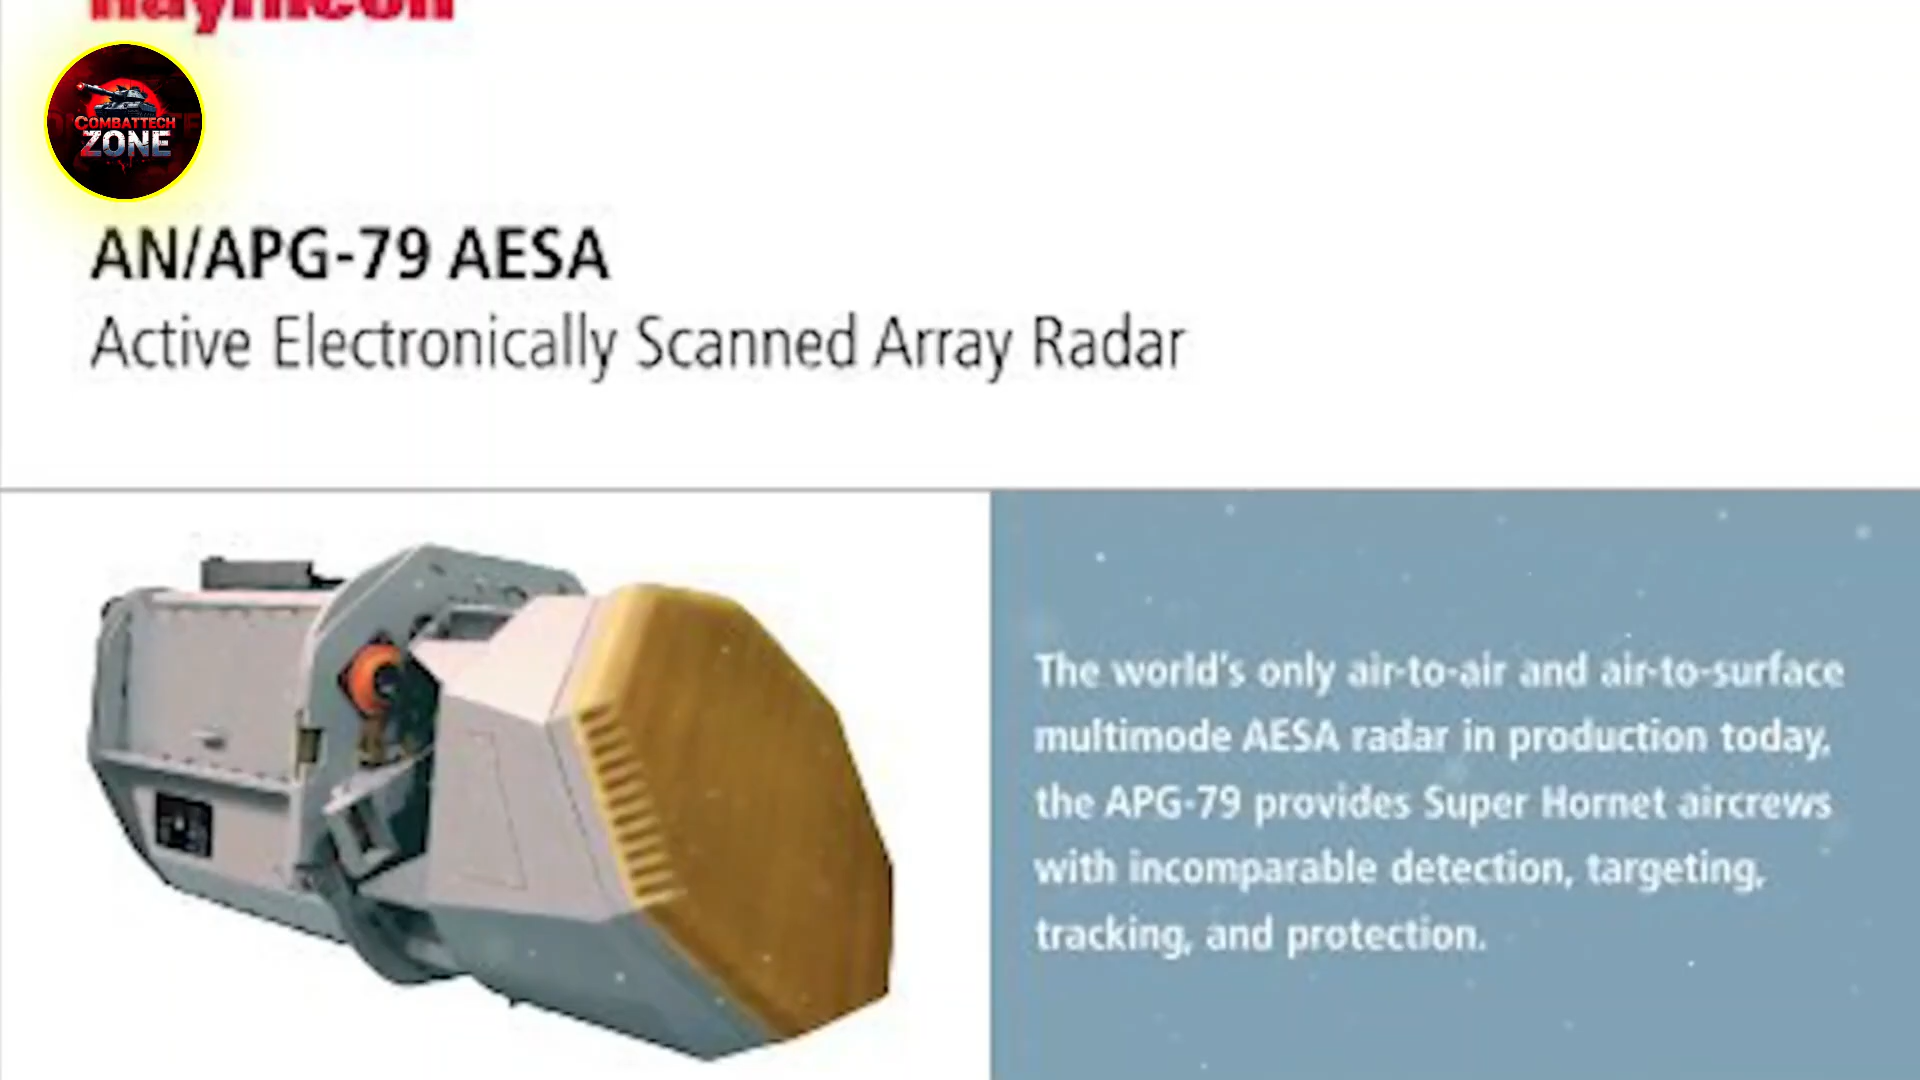 Raytheon
COMBATTECH
ZONE
AN/APG-79 AESA
Active Electronically Scanned Array Radar
The world's only air-to-air and air-to-surface
multimode AESA radar in production today,
the APG-79 provides Super Hornet aircrews
with incomparable detection, targeting,
tracking, and protection.